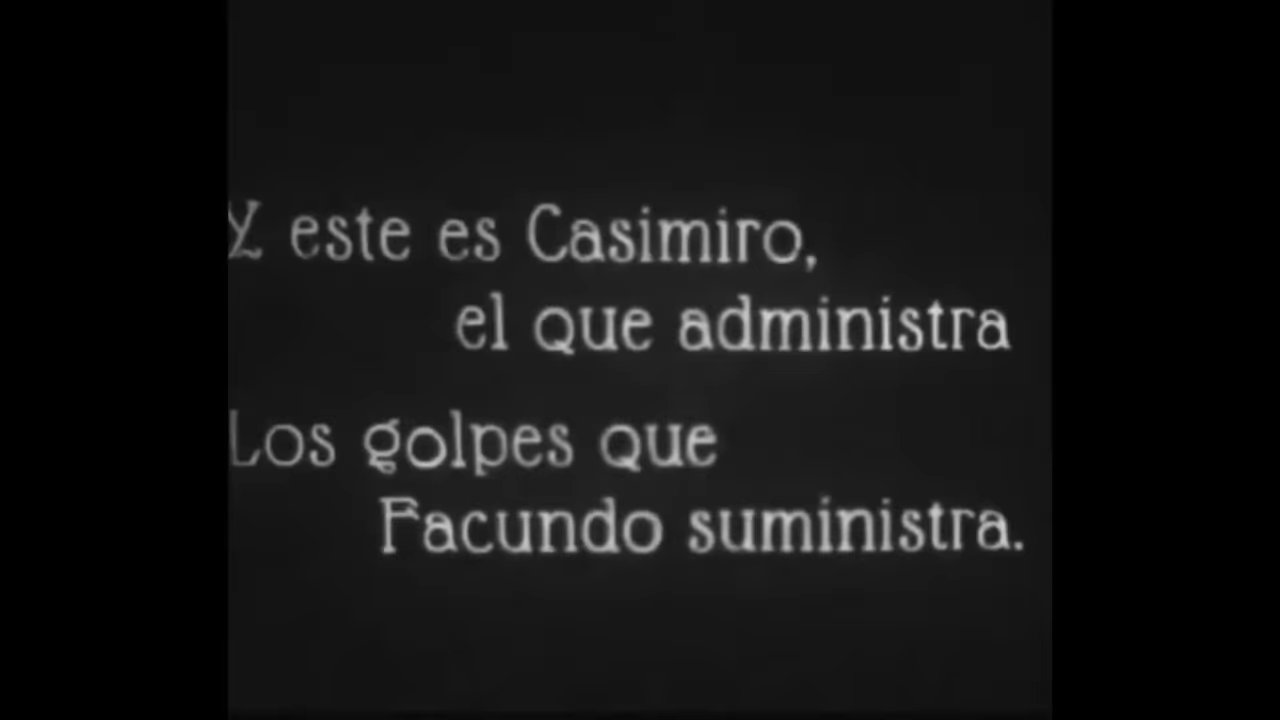 Y este es Casimiro,
el que administra
Los golpes que
Facundo suministra.